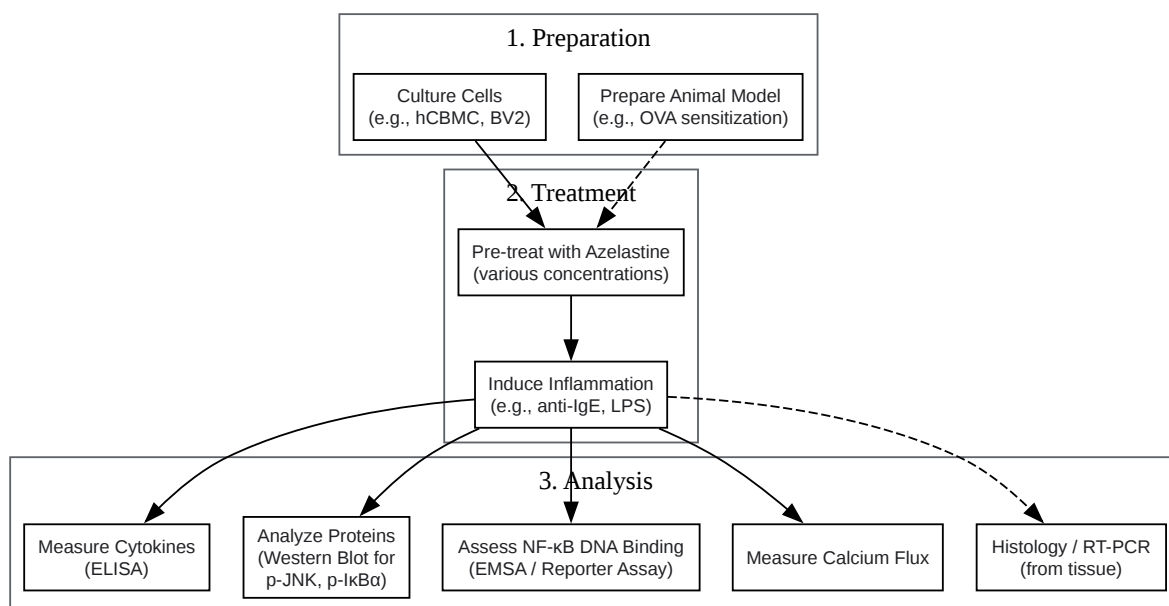 1. Preparation
Culture Cells
(e.g., hCBMC, BV2)
Prepare Animal Model
(e.g., OVA sensitization)
2. Treatment
Pre-treat with Azelastine
(various concentrations)
Induce Inflammation
(e.g., anti-IgE, LPS)
3. Analysis
Measure Cytokines
(ELISA)
Analyze Proteins
(Western Blot for
p-JNK, p-IκBα)
Assess NF-κB DNA Binding
(EMSA / Reporter Assay)
Measure Calcium Flux
Histology / RT-PCR
(from tissue)